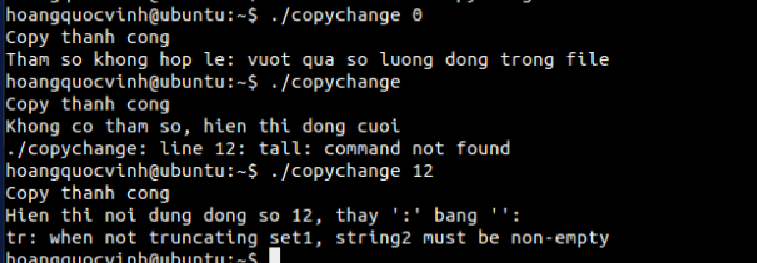 hoangquocvinh@ubuntu:~$ ./copychange 0
Copy thanh cong
Tham so khong hop le: vuot qua so luong dong trong file
hoangquocvinh@ubuntu:~$ ./copychange
Copy thanh cong
Khong co tham so, hien thi dong cuoi
./copychange: line 12: tall: command not found
hoangquocvinh@ubuntu:~$ ./copychange 12
Copy thanh cong
Hien thi noi dung dong so 12, thay ':' bang '':
tr: when not truncating set1, string2 must be non-empty
hoangquocvinh@ubuntu:~$